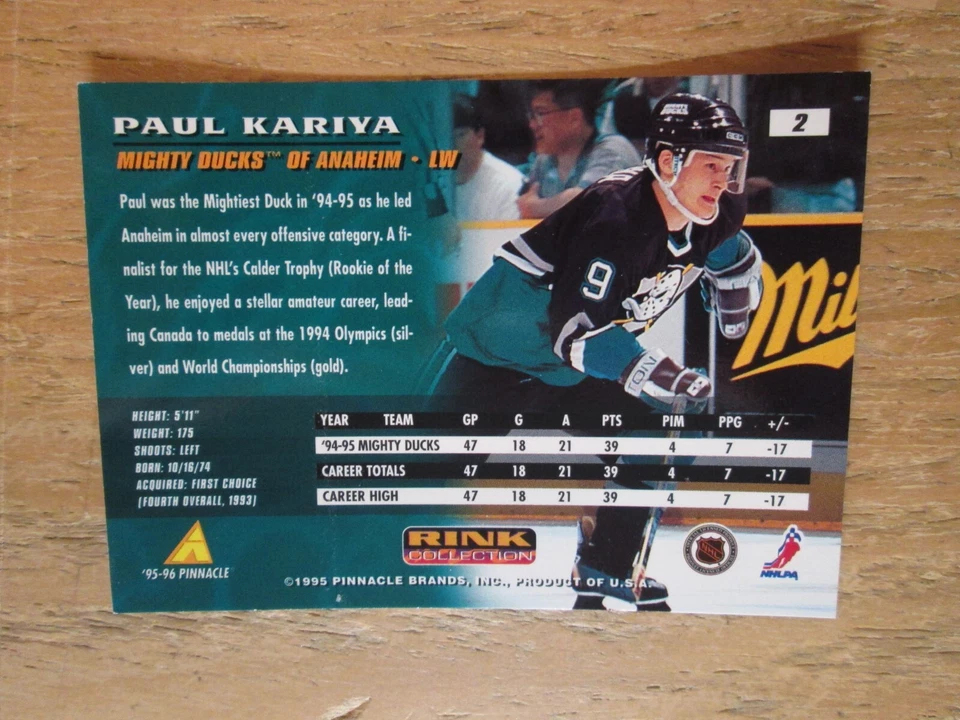 PAUL KARIYA
2
MIGHTY DUCKS™ OF ANAHEIM • LW
Paul was the Mightiest Duck in '94-95 as he led
Anaheim in almost every offensive category. A fi-
nalist for the NHL's Calder Trophy (Rookie of the
Year), he enjoyed a stellar amateur career, lead-
ing Canada to medals at the 1994 Olympics (sil-
ver) and World Championships (gold).
9
Mil
HEIGHT: 5'11"
WEIGHT: 175
SHOOTS: LEFT
BORN: 10/16/74
ACQUIRED: FIRST CHOICE
(FOURTH OVERALL, 1993)
YEAR TEAM GP G A PTS PIM PPG +/-
'94-95 MIGHTY DUCKS 47 18 21 39 4 7 -17
CAREER TOTALS 47 18 21 39 4 7 -17
CAREER HIGH 47 18 21 39 4 7 -17
'95-96 PINNACLE
RINK
COLLECTION
NHL
NHLPA
©1995 PINNACLE BRANDS, INC., PRODUCT OF U.S.A.